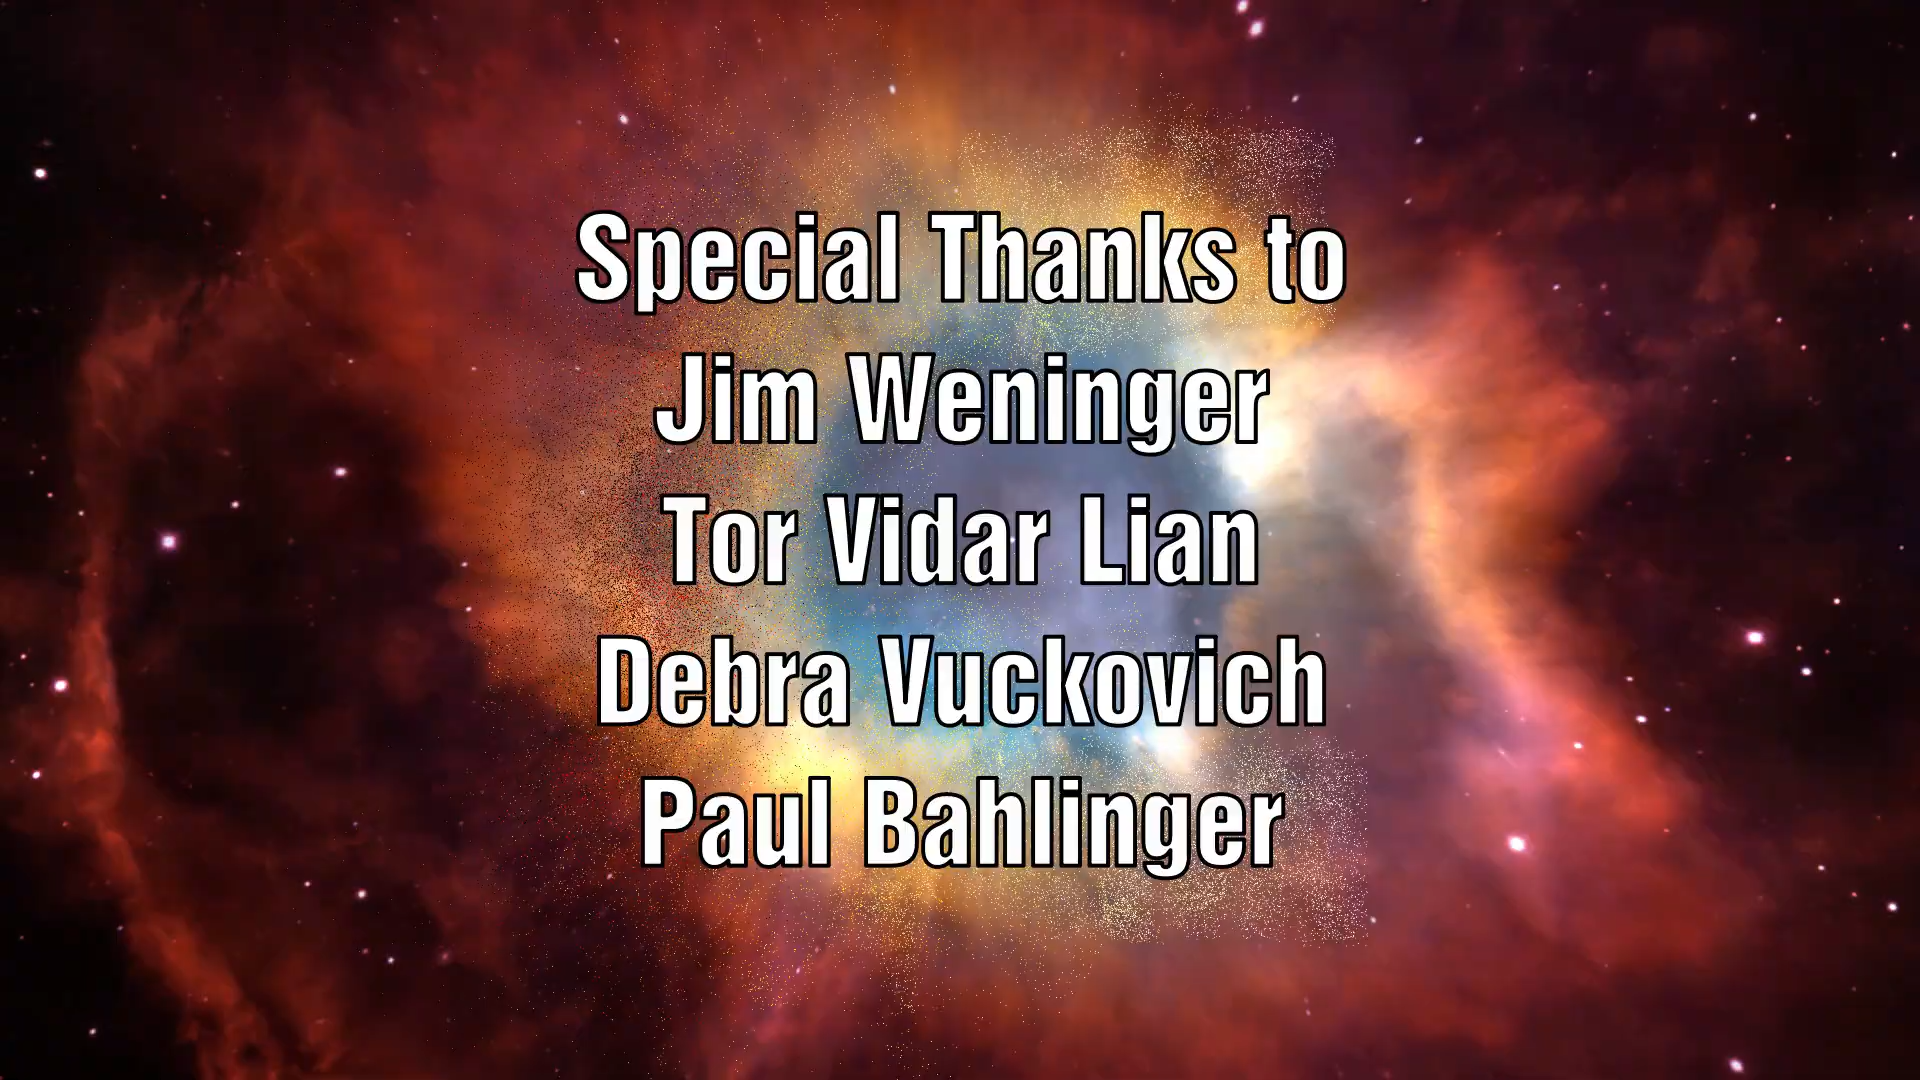 Special Thanks to
Jim Weninger
Tor Vidar Lian
Debra Vuckovich
Paul Bahlinger